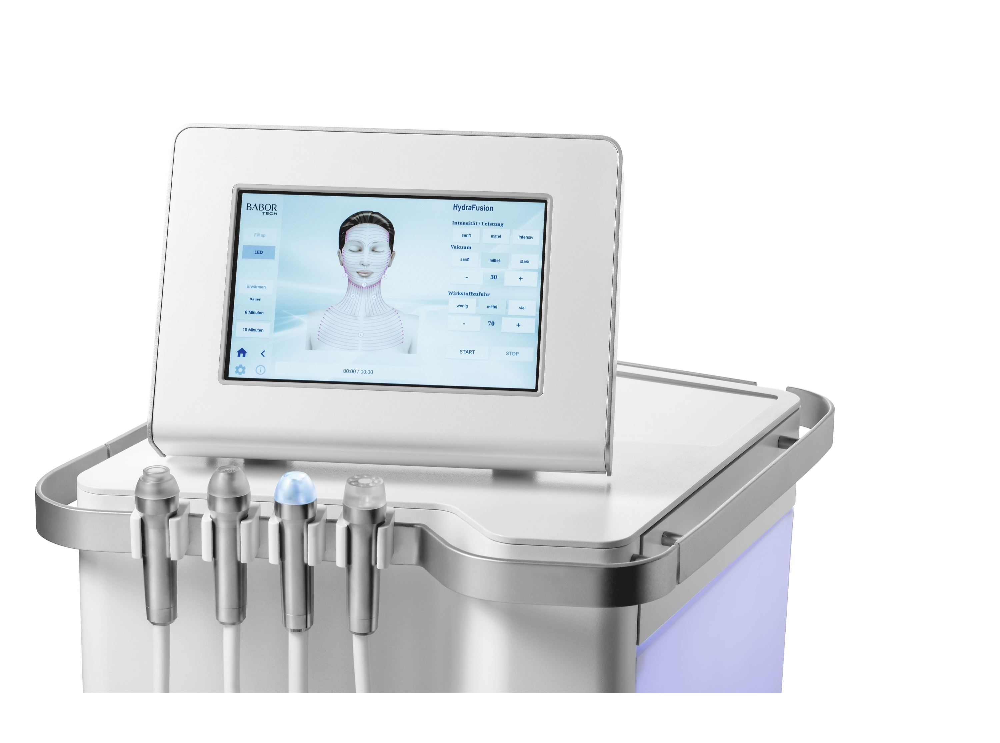 BABOR
TECH
Fill up
LED
Erwärmen
Dauer
6 Minuten
10 Minuten
HydraFusion
Intensität / Leistung
sanft mittel intensiv
Vakuum
sanft mittel stark
- 30 +
Wirkstoffzufuhr
wenig mittel viel
- 70 +
START STOP
00:00 / 00:00